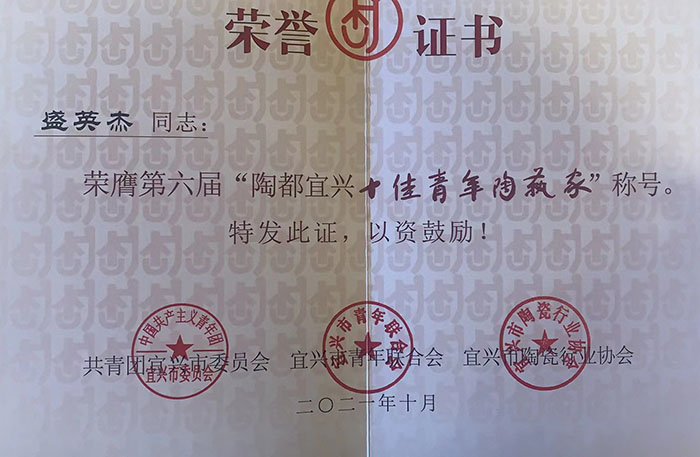 荣誉证书
盛英杰 同志：
荣膺第六届“陶都宜兴十佳青年陶艺家”称号。
特发此证，以资鼓励！
中国共产主义青年团
宜兴市委员会
宜兴市青年联合会
宜兴市陶瓷行业协会
共青团宜兴市委员会 宜兴市青年联合会 宜兴市陶瓷行业协会
二〇二一年十月